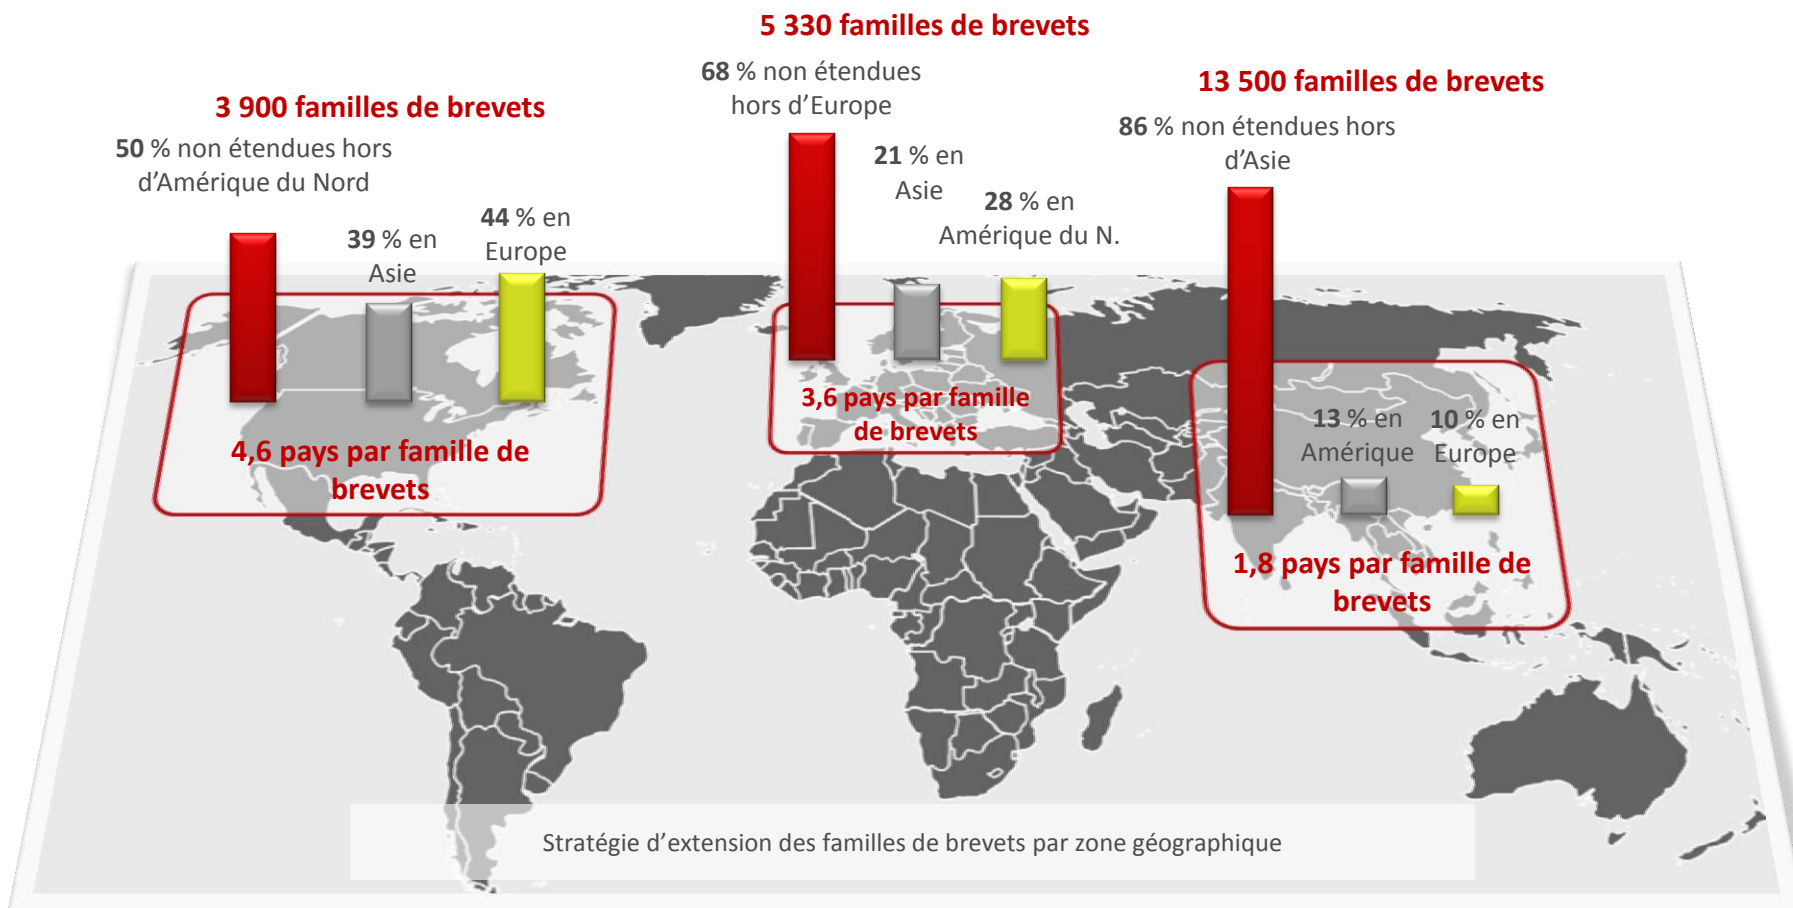 5 330 familles de brevets
68 % non étendues
hors d’Europe
21 % en
Asie
28 % en
Amérique du N.
3,6 pays par famille
de brevets
3 900 familles de brevets
50 % non étendues hors
d’Amérique du Nord
39 % en
Asie
44 % en
Europe
4,6 pays par famille de
brevets
13 500 familles de brevets
86 % non étendues hors
d’Asie
13 % en
Amérique
10 % en
Europe
1,8 pays par famille de
brevets
Stratégie d’extension des familles de brevets par zone géographique